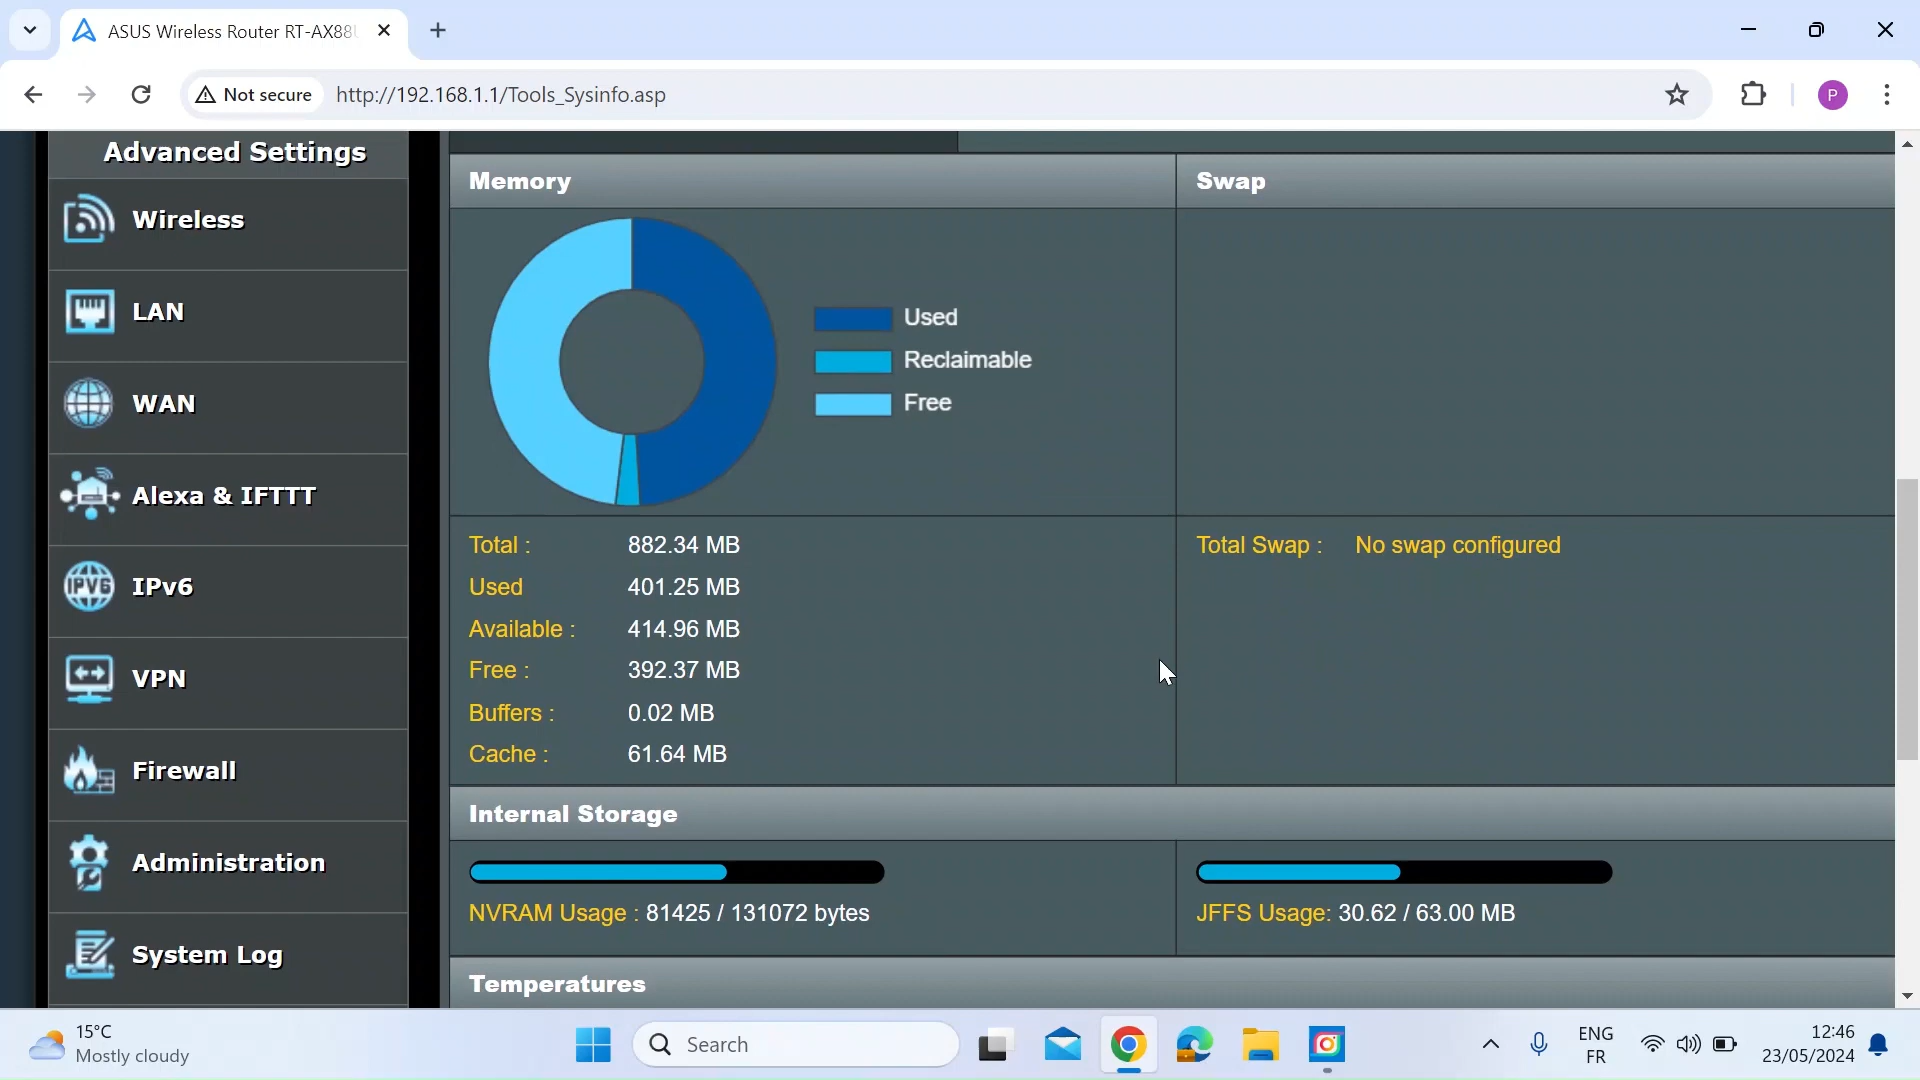 ASUS Wireless Router RT-AX88
Not secure
http://192.168.1.1/Tools_Sysinfo.asp
P
Advanced Settings
Wireless
LAN
WAN
Alexa & IFTTT
IPV6
IPv6
VPN
Firewall
Administration
System Log
Memory
Swap
Used
Reclaimable
Free
Total : 882.34 MB
Used 401.25 MB
Available : 414.96 MB
Free : 392.37 MB
Buffers : 0.02 MB
Cache : 61.64 MB
Total Swap : No swap configured
Internal Storage
NVRAM Usage : 81425 / 131072 bytes
JFFS Usage: 30.62 / 63.00 MB
Temperatures
15°C
Mostly cloudy
Search
ENG
FR
12:46
23/05/2024